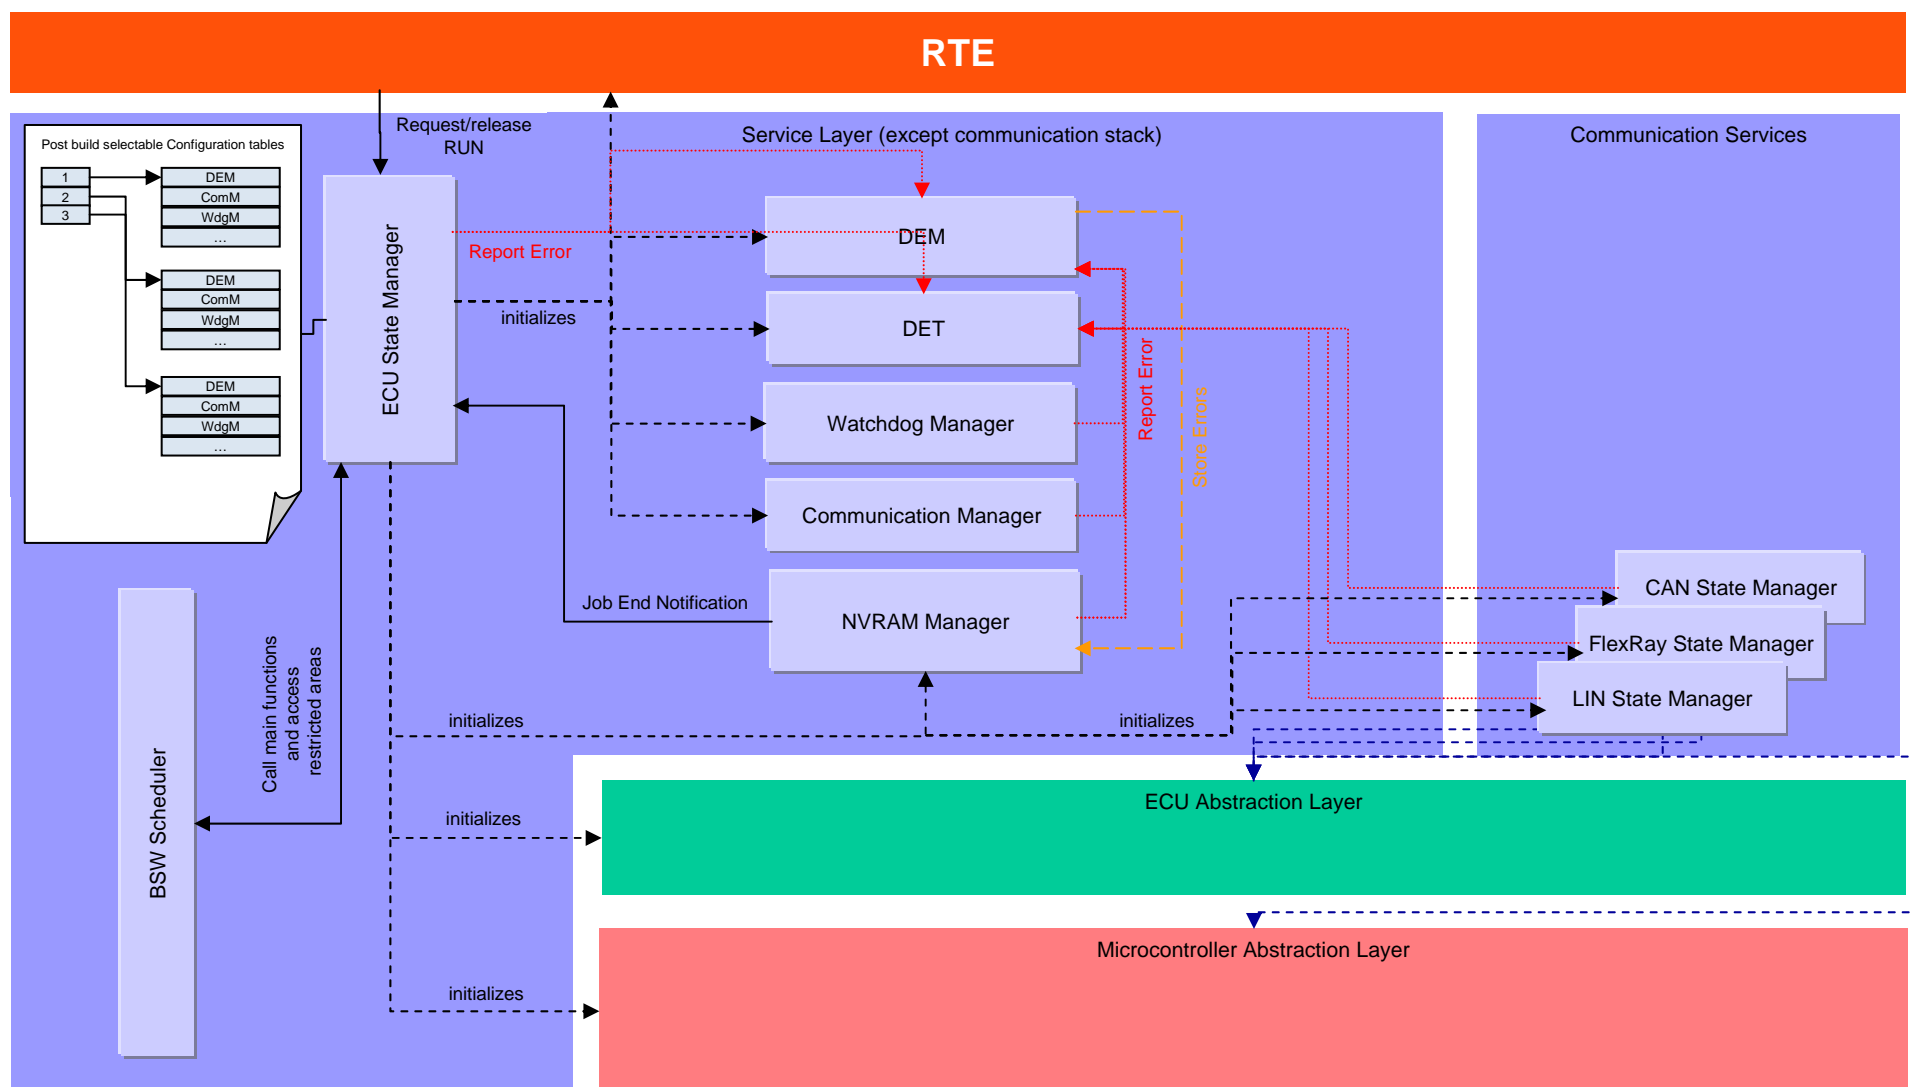 RTE
Request/release
RUN
Service Layer (except communication stack)
Communication Services
Post build selectable Configuration tables
1
2
3
DEM
ComM
WdgM
...
DEM
ComM
WdgM
...
DEM
ComM
WdgM
...
ECU State Manager
Report Error
initializes
DEM
DET
Watchdog Manager
Communication Manager
NVRAM Manager
Report Error
Store Errors
Job End Notification
CAN State Manager
FlexRay State Manager
LIN State Manager
BSW Scheduler
Call main functions
and access
restricted areas
initializes
initializes
initializes
ECU Abstraction Layer
Microcontroller Abstraction Layer
initializes